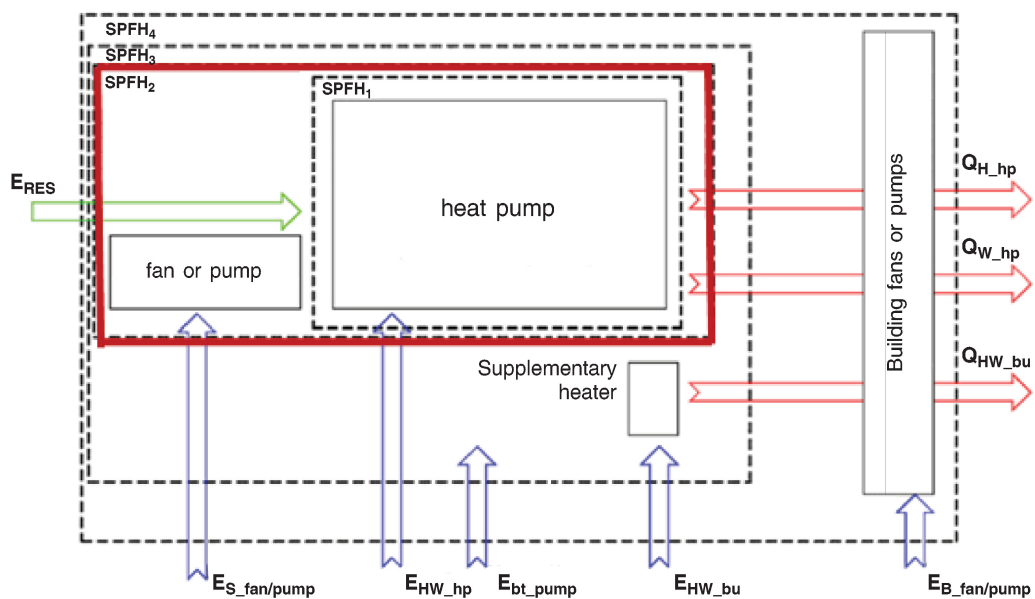 SPFH4
SPFH3
SPFH2
SPFH1
ERES
heat pump
fan or pump
Building fans or pumps
QH_hp
QW_hp
QHW_bu
Supplementary
heater
ES_fan/pump
EHW_hp
Ebt_pump
EHW_bu
EB_fan/pump